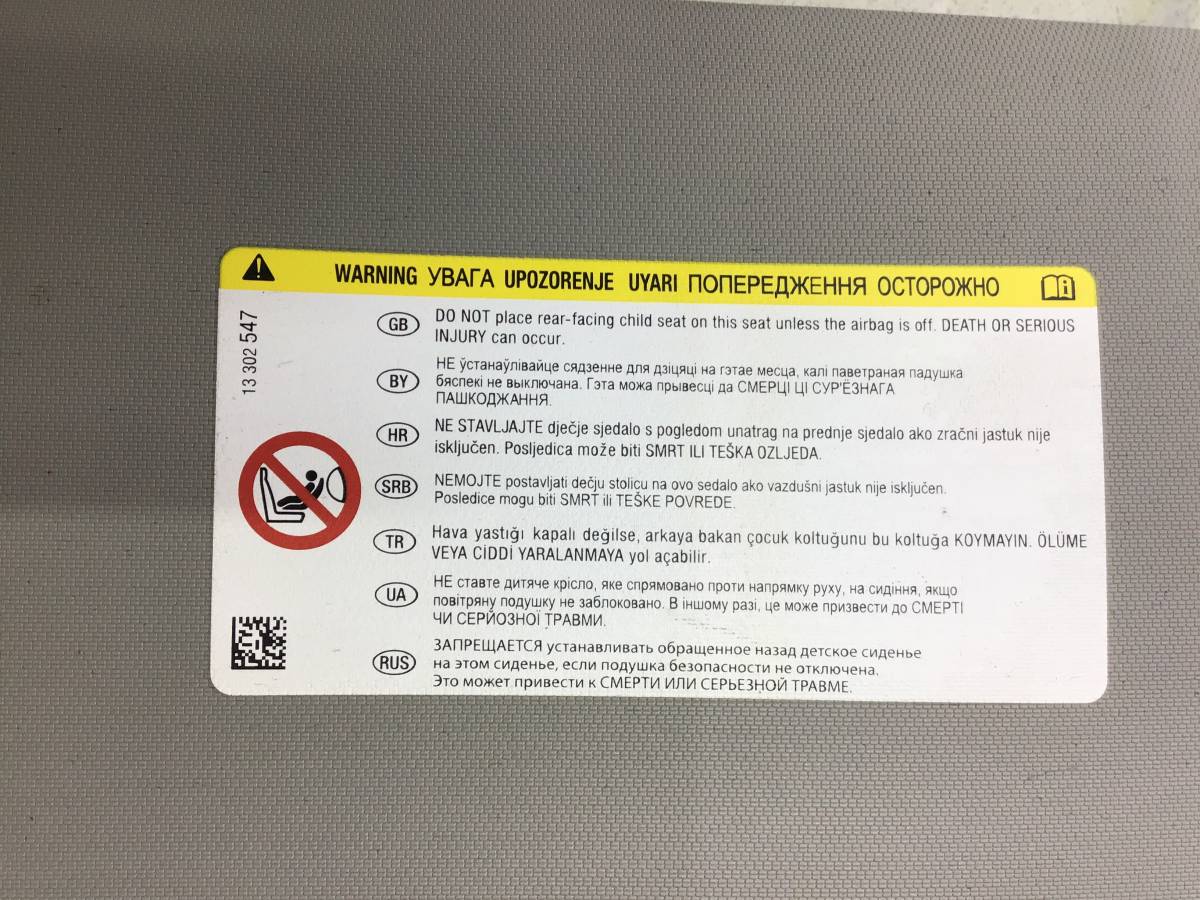 WARNING УВАГА UPOZORENJE UYARI ПОПЕРЕДЖЕННЯ ОСТОРОЖНО
13 302 547
GB
DO NOT place rear-facing child seat on this seat unless the airbag is off. DEATH OR SERIOUS
INJURY can occur.
BY
НЕ ўстанаўлівайце сядзенне для дзіцяці на гэтае месца, калі паветраная падушка
бяспекі не выключана. Гэта можа прывесці да СМЕРЦІ ЦІ СУР'ЁЗНАГА
ПАШКОДЖАННЯ.
HR
NE STAVLJAJTE dječje sjedalo s pogledom unatrag na prednje sjedalo ako zračni jastuk nije
isključen. Posljedica može biti SMRT ILI TEŠKA OZLJEDA.
SRB
NEMOJTE postavljati dečju stolicu na ovo sedalo ako vazdušni jastuk nije isključen.
Posledice mogu biti SMRT ili TEŠKE POVREDE.
TR
Hava yastığı kapalı değilse, arkaya bakan çocuk koltuğunu bu koltuğa KOYMAYIN. ÖLÜME
VEYA CİDDİ YARALANMAYA yol açabilir.
UA
НЕ ставте дитяче крісло, яке спрямовано проти напрямку руху, на сидіння, якщо
повітряну подушку не заблоковано. В іншому разі, це може призвести до СМЕРТІ
ЧИ СЕРЙОЗНОЇ ТРАВМИ.
RUS
ЗАПРЕЩАЕТСЯ устанавливать обращенное назад детское сиденье
на этом сиденье, если подушка безопасности не отключена.
Это может привести к СМЕРТИ ИЛИ СЕРЬЕЗНОЙ ТРАВМЕ.